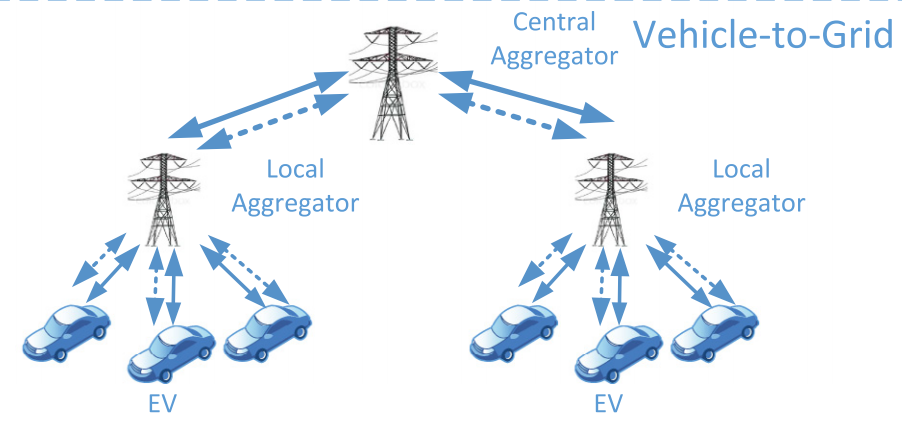 Central
Aggregator
Vehicle-to-Grid
Local
Aggregator
Local
Aggregator
EV
EV